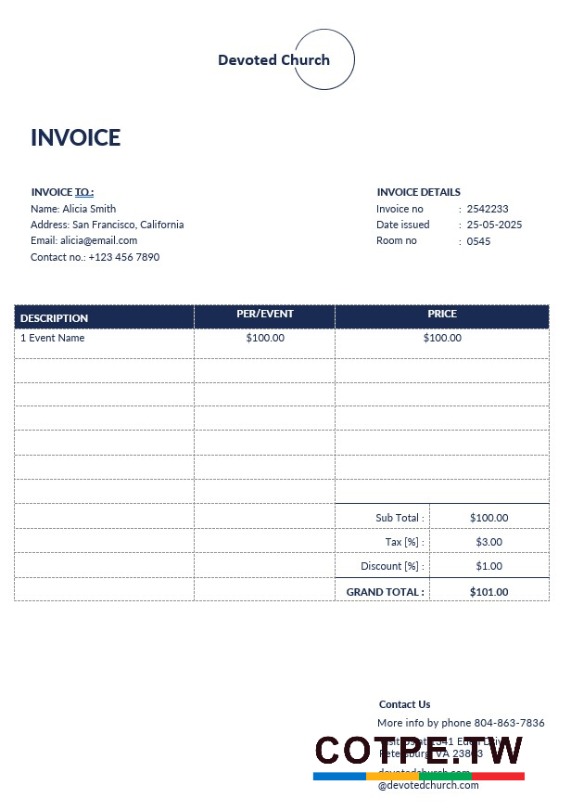 Devoted Church
INVOICE
INVOICE TO :
Name: Alicia Smith
Address: San Francisco, California
Email: alicia@email.com
Contact no.: +123 456 7890
INVOICE DETAILS
Invoice no : 2542233
Date issued : 25-05-2025
Room no : 0545
DESCRIPTION PER/EVENT PRICE
1 Event Name $100.00 $100.00
Sub Total : $100.00
Tax [%] : $3.00
Discount [%] : $1.00
GRAND TOTAL : $101.00
Contact Us
More info by phone 804-863-7836
COTPE.TW
Petersburg VA
devotedchurch.com
@devotedchurch.com